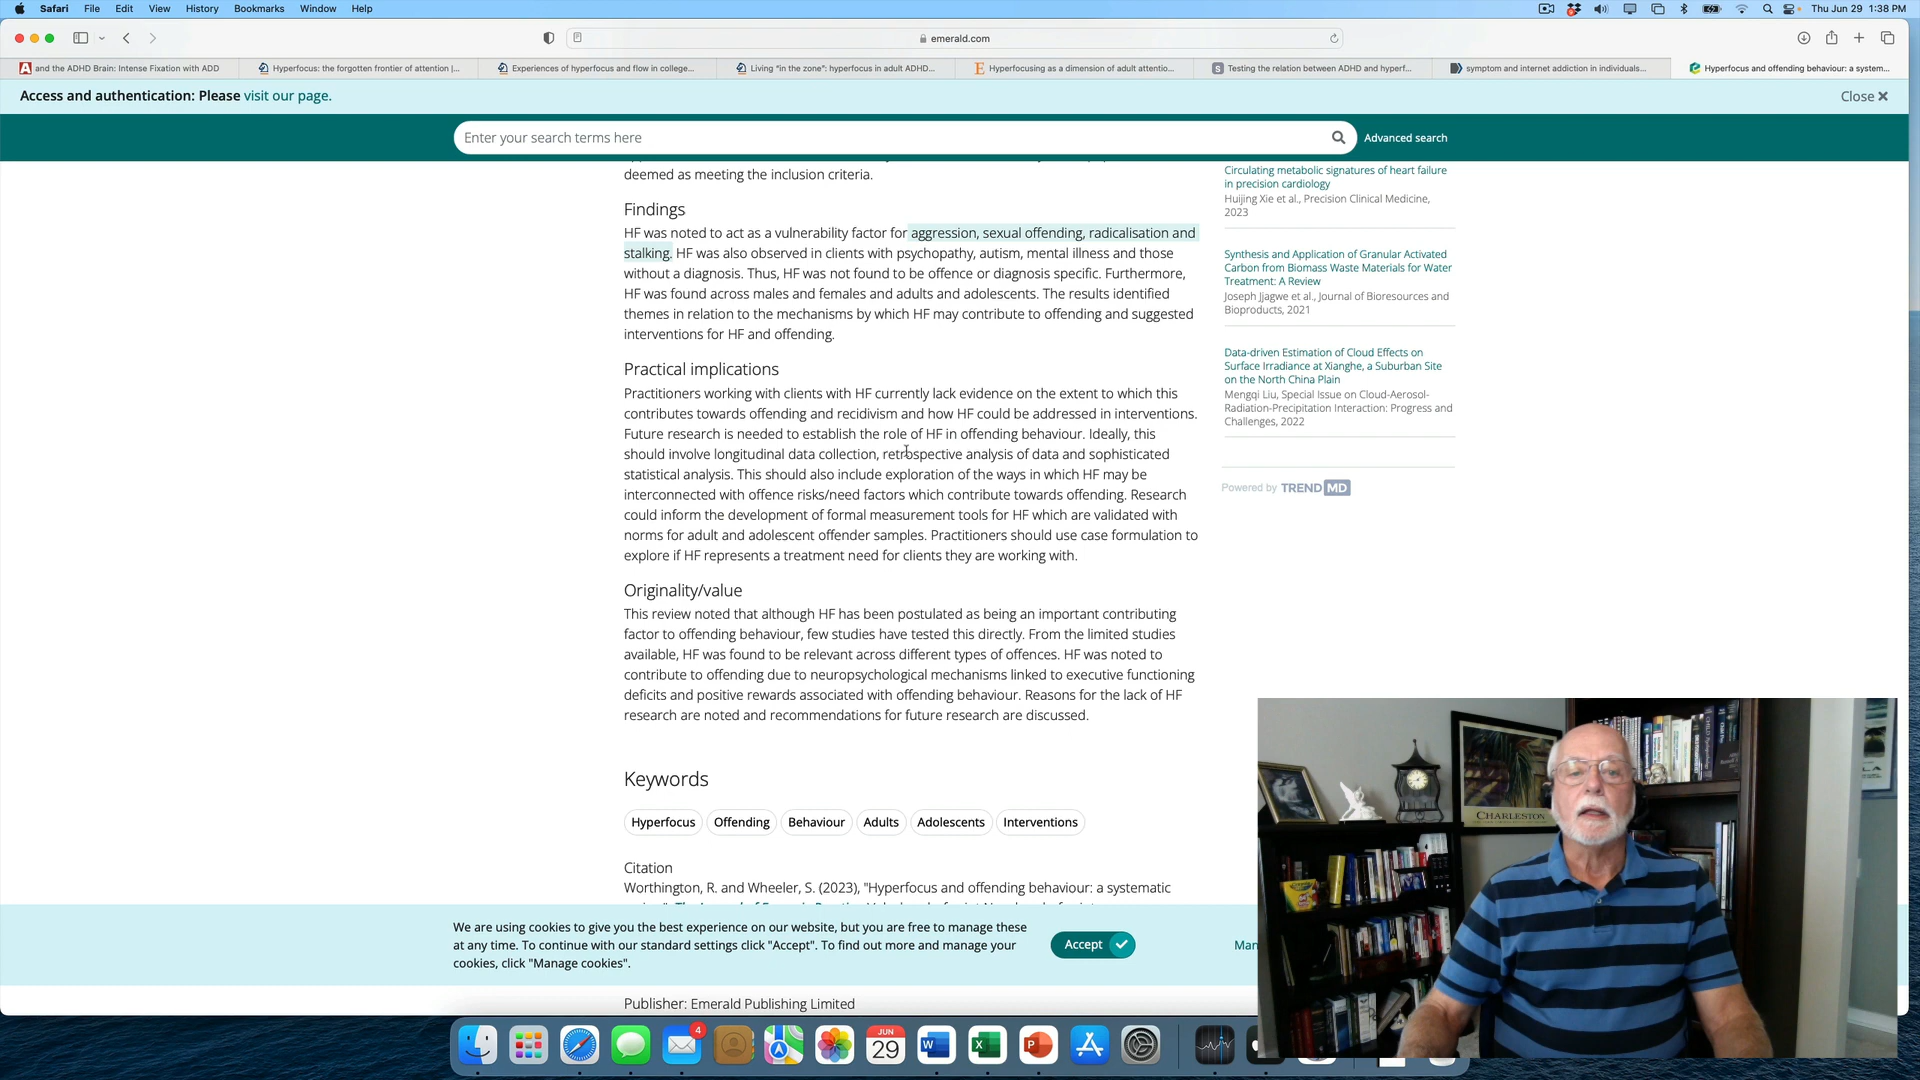 Safari File Edit View History Bookmarks Window Help
Thu Jun 29 1:38 PM
emerald.com
and the ADHD Brain: Intense Fixation with ADD
Hyperfocus: the forgotten frontier of attention |...
Experiences of hyperfocus and flow in college...
Living "in the zone": hyperfocus in adult ADHD...
Hyperfocusing as a dimension of adult attentio...
Testing the relation between ADHD and hyperf...
symptom and internet addiction in individuals...
Hyperfocus and offending behaviour: a system...
Access and authentication: Please visit our page.
Close
Enter your search terms here
Advanced search
deemed as meeting the inclusion criteria.
Findings
HF was noted to act as a vulnerability factor for aggression, sexual offending, radicalisation and
stalking. HF was also observed in clients with psychopathy, autism, mental illness and those
without a diagnosis. Thus, HF was not found to be offence or diagnosis specific. Furthermore,
HF was found across males and females and adults and adolescents. The results identified
themes in relation to the mechanisms by which HF may contribute to offending and suggested
interventions for HF and offending.
Practical implications
Practitioners working with clients with HF currently lack evidence on the extent to which this
contributes towards offending and recidivism and how HF could be addressed in interventions.
Future research is needed to establish the role of HF in offending behaviour. Ideally, this
should involve longitudinal data collection, retrospective analysis of data and sophisticated
statistical analysis. This should also include exploration of the ways in which HF may be
interconnected with offence risks/need factors which contribute towards offending. Research
could inform the development of formal measurement tools for HF which are validated with
norms for adult and adolescent offender samples. Practitioners should use case formulation to
explore if HF represents a treatment need for clients they are working with.
Originality/value
This review noted that although HF has been postulated as being an important contributing
factor to offending behaviour, few studies have tested this directly. From the limited studies
available, HF was found to be relevant across different types of offences. HF was noted to
contribute to offending due to neuropsychological mechanisms linked to executive functioning
deficits and positive rewards associated with offending behaviour. Reasons for the lack of HF
research are noted and recommendations for future research are discussed.
Keywords
Hyperfocus Offending Behaviour Adults Adolescents Interventions
Citation
Worthington, R. and Wheeler, S. (2023), "Hyperfocus and offending behaviour: a systematic
Circulating metabolic signatures of heart failure
in precision cardiology
Huijing Xie et al., Precision Clinical Medicine,
2023
Synthesis and Application of Granular Activated
Carbon from Biomass Waste Materials for Water
Treatment: A Review
Joseph Jjagwe et al., Journal of Bioresources and
Bioproducts, 2021
Data-driven Estimation of Cloud Effects on
Surface Irradiance at Xianghe, a Suburban Site
on the North China Plain
Mengqi Liu, Special Issue on Cloud-Aerosol-
Radiation-Precipitation Interaction: Progress and
Challenges, 2022
Powered by TREND MD
We are using cookies to give you the best experience on our website, but you are free to manage these
at any time. To continue with our standard settings click "Accept". To find out more and manage your
cookies, click "Manage cookies".
Accept
Man
Publisher: Emerald Publishing Limited
CHARLESTON
4
JUN
29
W
X
P